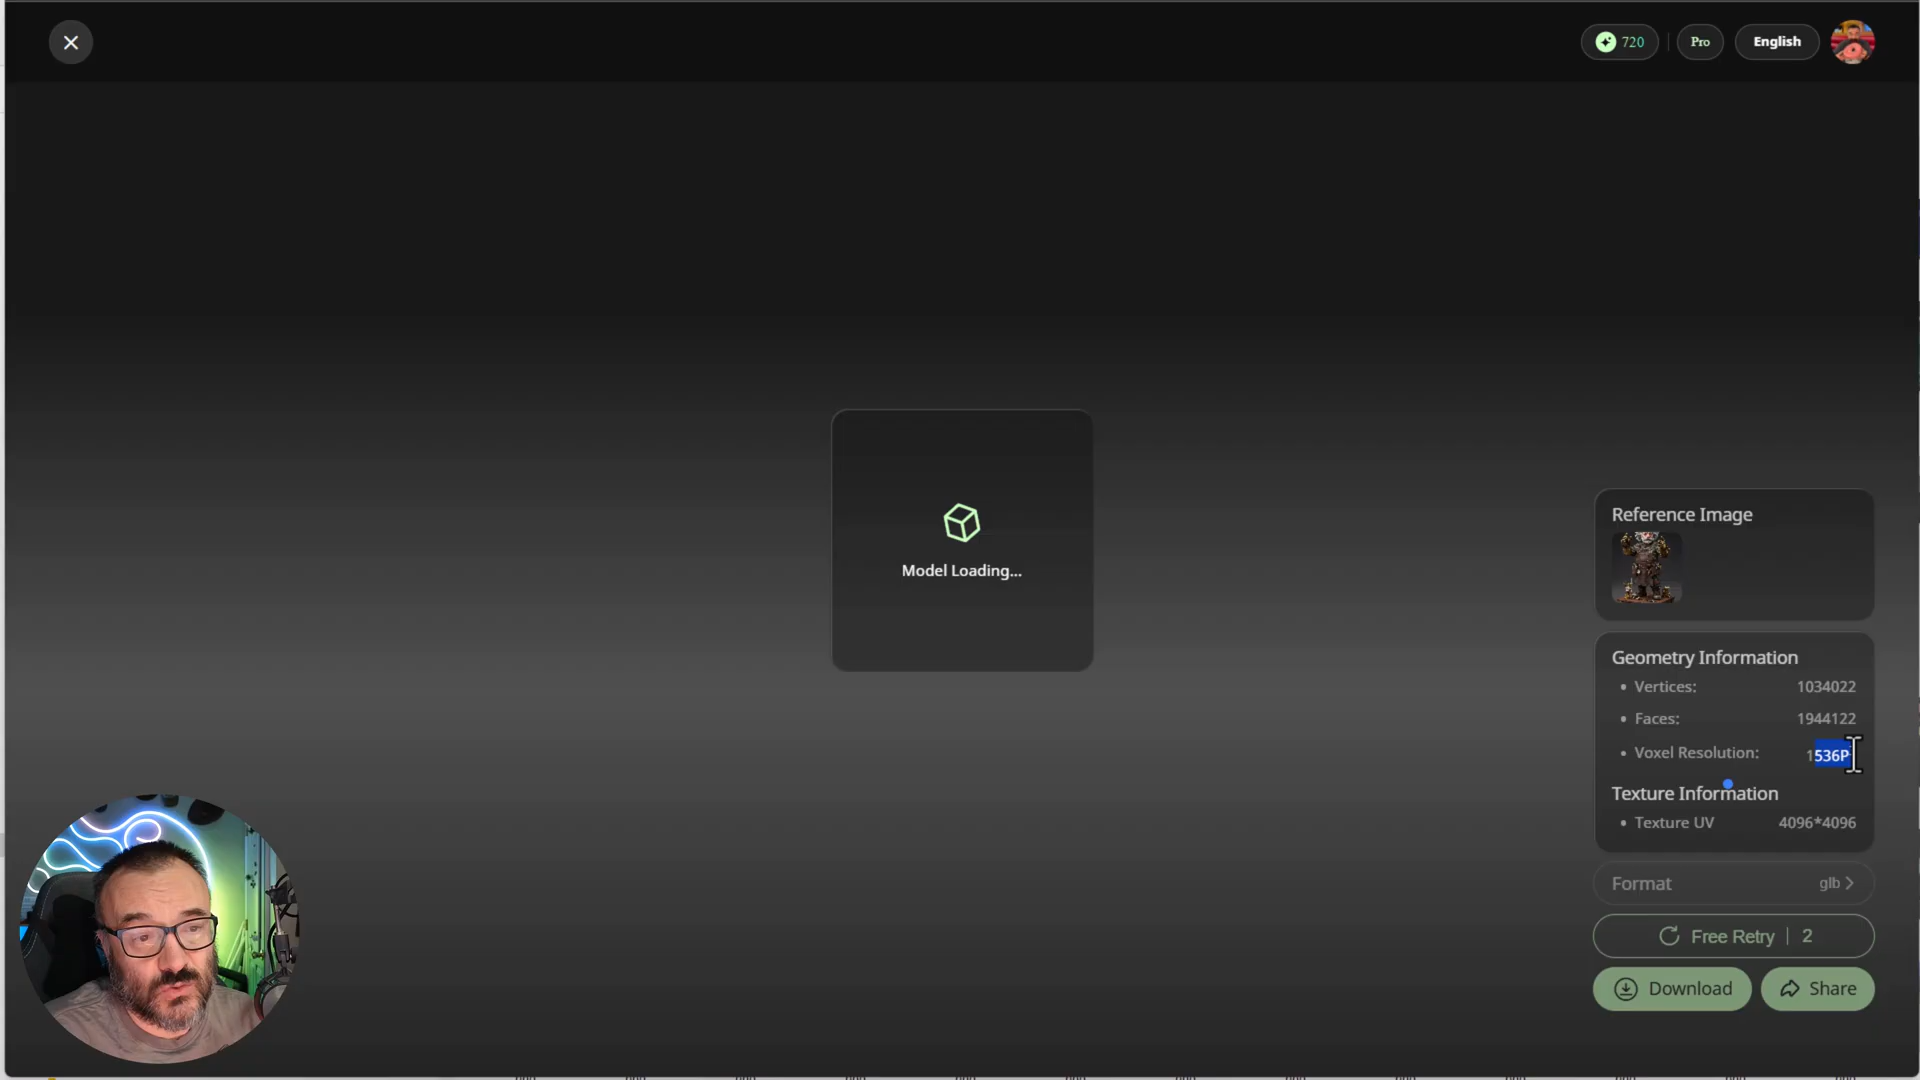 720
Pro
English
Model Loading...
Reference Image
Geometry Information
• Vertices: 1034022
• Faces: 1944122
• Voxel Resolution: 1536P
Texture Information
• Texture UV 4096*4096
Format glb
Free Retry | 2
Download
Share